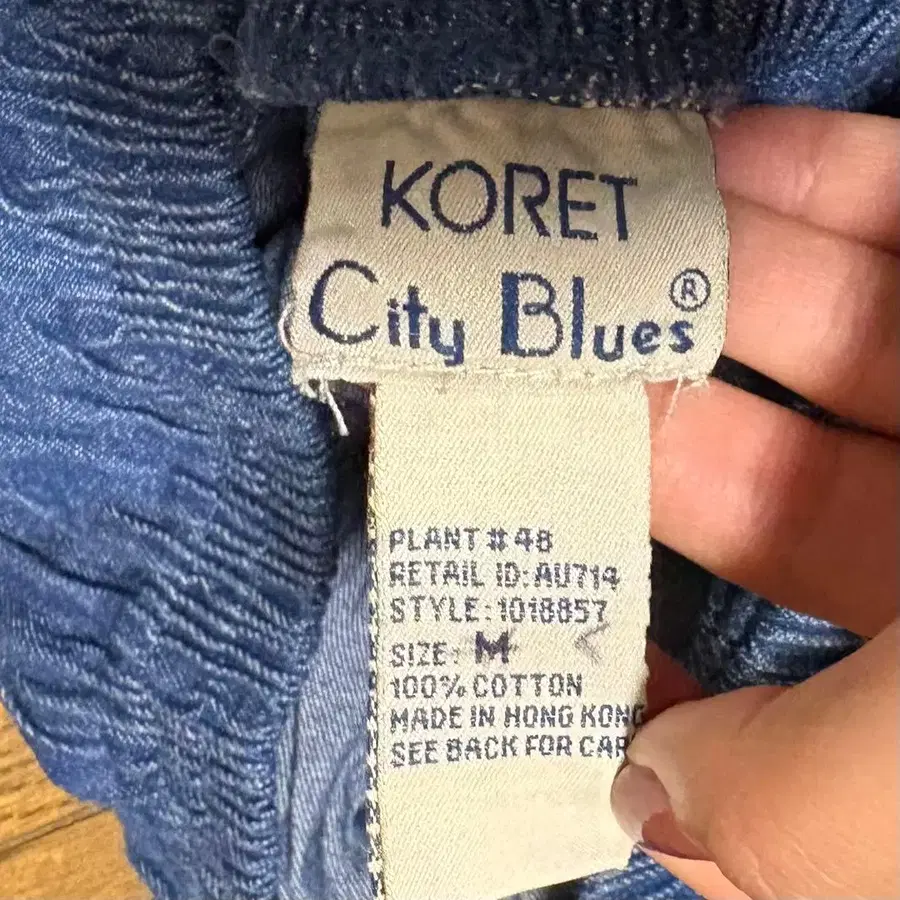 KORET
City Blues®
PLANT #48
RETAIL ID: AU714
STYLE: 1018857
SIZE: M
100% COTTON
MADE IN HONG KONG
SEE BACK FOR CAR